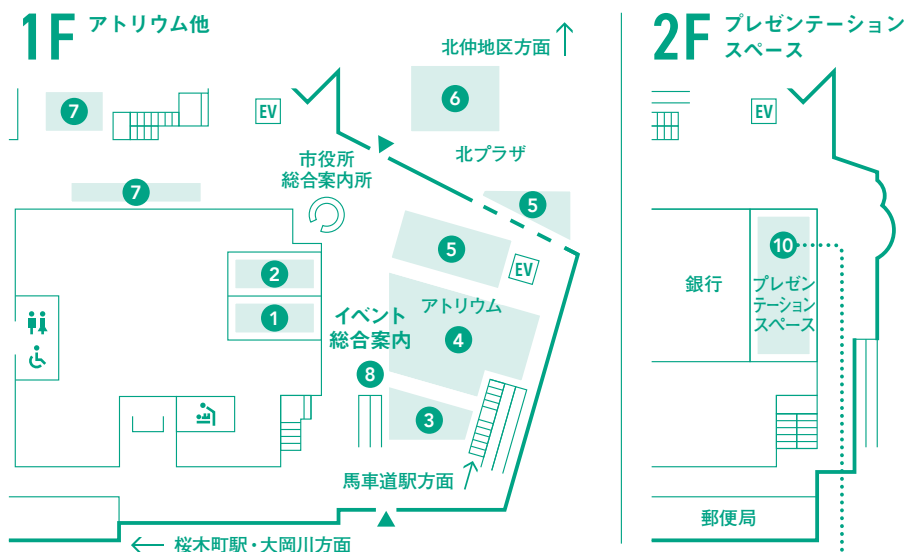 1F アトリウム他
北仲地区方面
7
EV
6
北プラザ
市役所
総合案内所
7
5
5
EV
2
1
イベント
総合案内
アトリウム
4
8
3
馬車道駅方面
桜木町駅・大岡川方面
2F プレゼンテーション
スペース
EV
10
銀行
プレゼン
テーション
スペース
郵便局